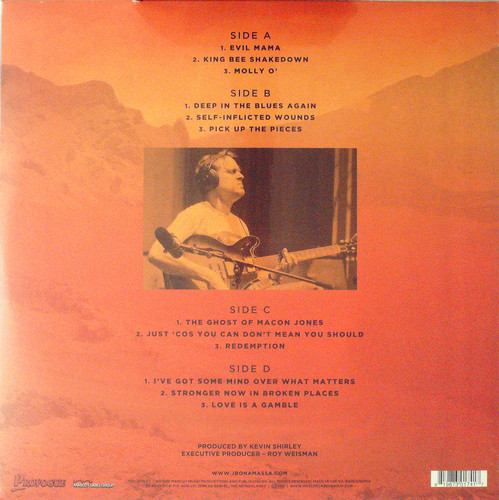 SIDE A
1. EVIL MAMA
2. KING BEE SHAKEDOWN
3. MOLLY O'
SIDE B
1. DEEP IN THE BLUES AGAIN
2. SELF-INFLICTED WOUNDS
3. PICK UP THE PIECES
SIDE C
1. THE GHOST OF MACON JONES
2. JUST 'COS YOU CAN DON'T MEAN YOU SHOULD
3. REDEMPTION
SIDE D
1. I'VE GOT SOME MIND OVER WHAT MATTERS
2. STRONGER NOW IN BROKEN PLACES
3. LOVE IS A GAMBLE
PRODUCED BY KEVIN SHIRLEY
EXECUTIVE PRODUCER – ROY WEISMAN
WWW.JBONAMASSA.COM
PROVOGUE